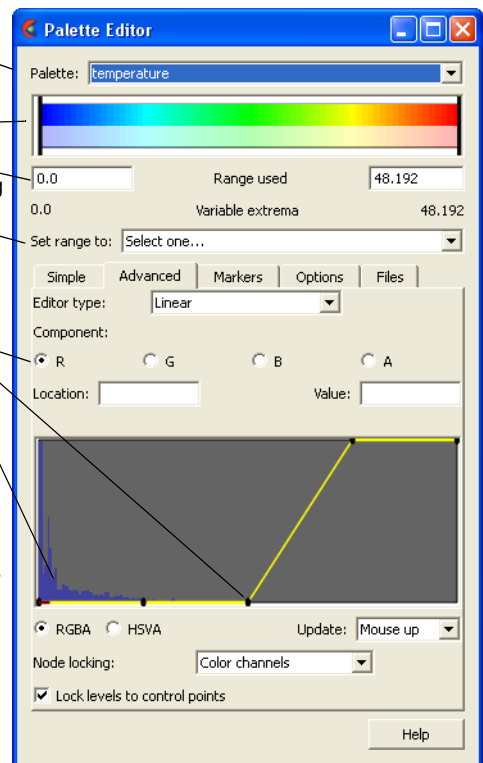 Palette Editor
Palette: temperature
0.0 Range used 48.192
0.0 Variable extrema 48.192
Set range to: Select one...
Simple Advanced Markers Options Files
Editor type: Linear
Component:
R G B A
Location: Value:
RGBA HSVA Update: Mouse up
Node locking: Color channels
Lock levels to control points
Help